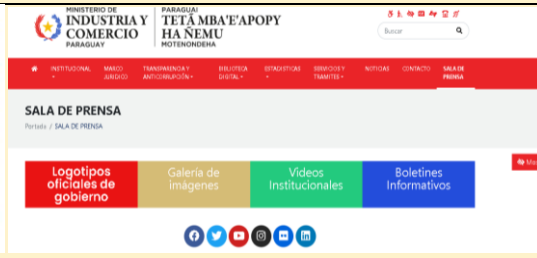 MINISTERIO DE
INDUSTRIA Y
COMERCIO
PARAGUAY
PARAGUAI
TETÃ MBA'E'APOPY
HA ÑEMU
MOTENONDEHA
Buscar
INSTITUCIONAL
MARCO JURIDICO
TRANSPARENCIA Y ANTICORRUPCIÓN
BIBLIOTECA DIGITAL
ESTADISTICAS
SERVICIOS Y TRAMITES
NOTICIAS
CONTACTO
SALA DE PRENSA
SALA DE PRENSA
Portada / SALA DE PRENSA
Logotipos
oficiales de
gobierno
Galería de
imágenes
Videos
Institucionales
Boletines
Informativos